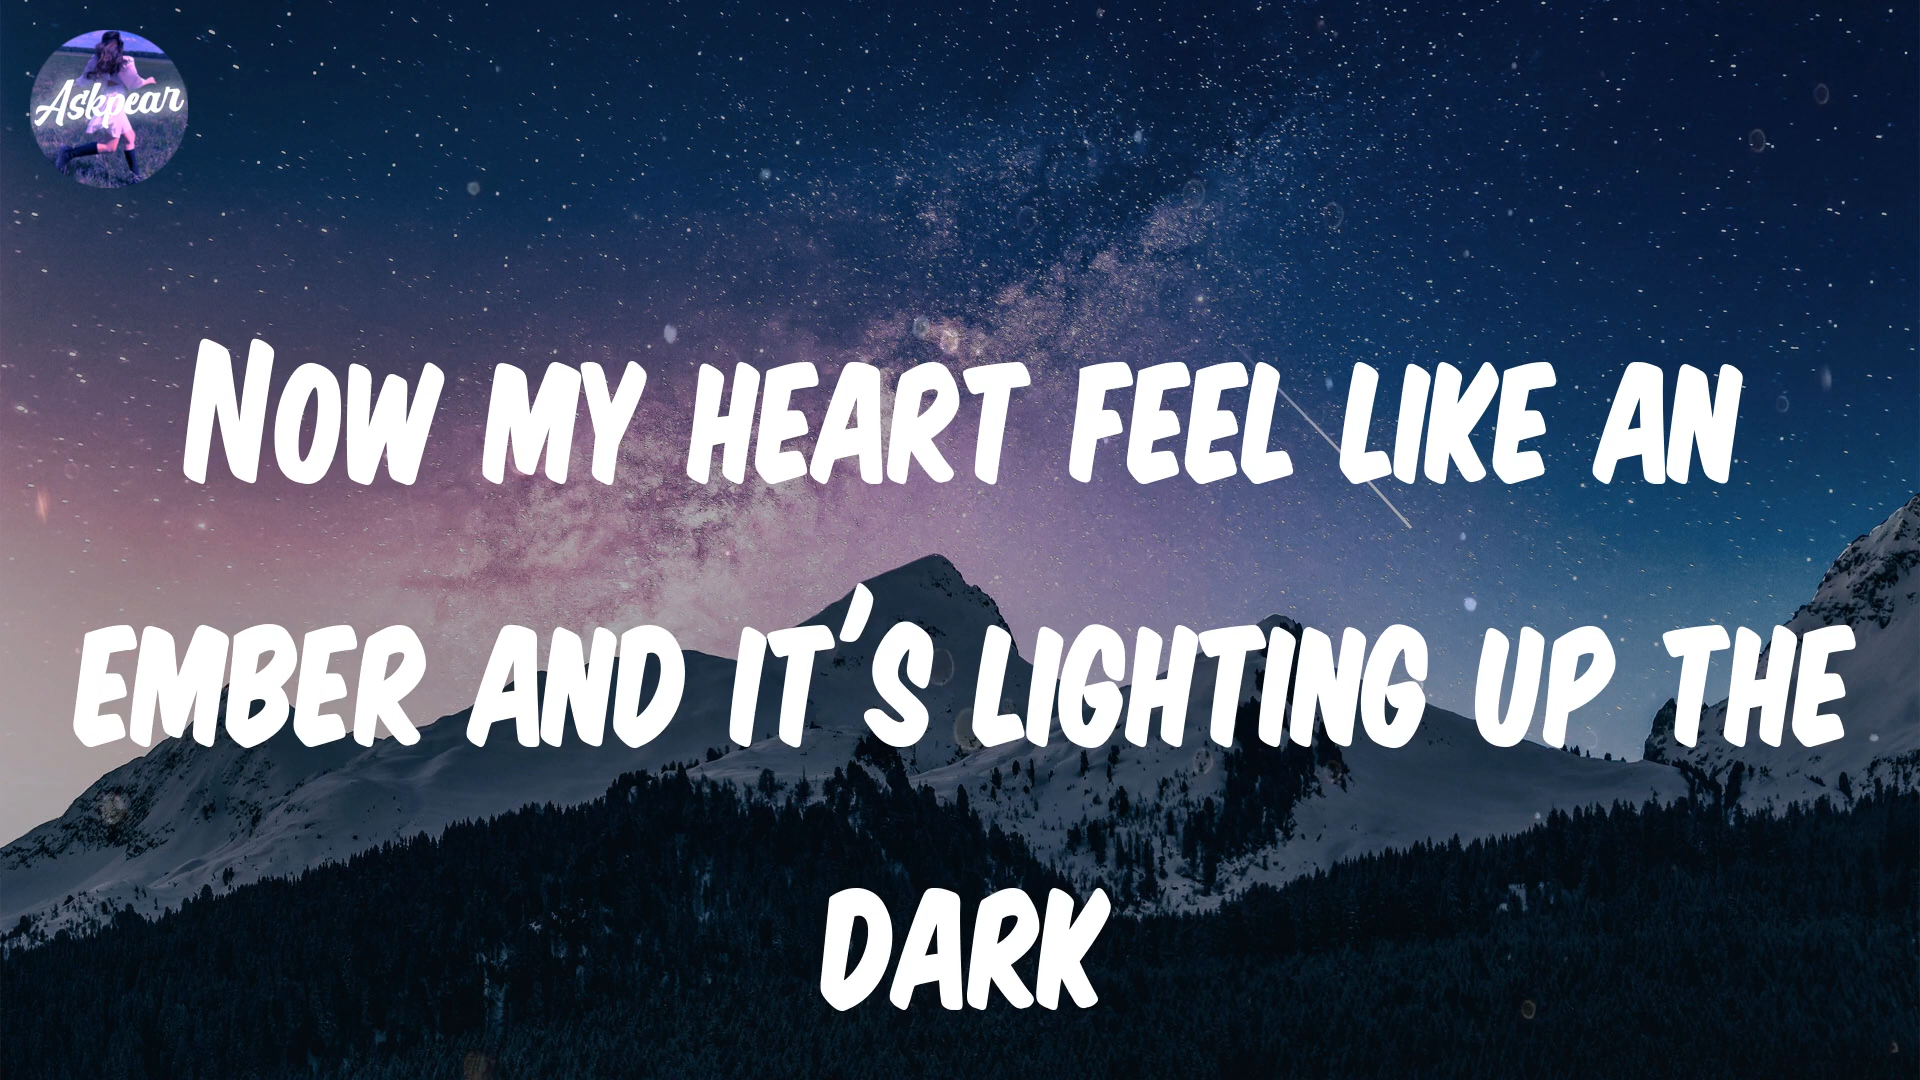 Askpear
NOW MY HEART FEEL LIKE AN
EMBER AND IT'S LIGHTING UP THE
DARK